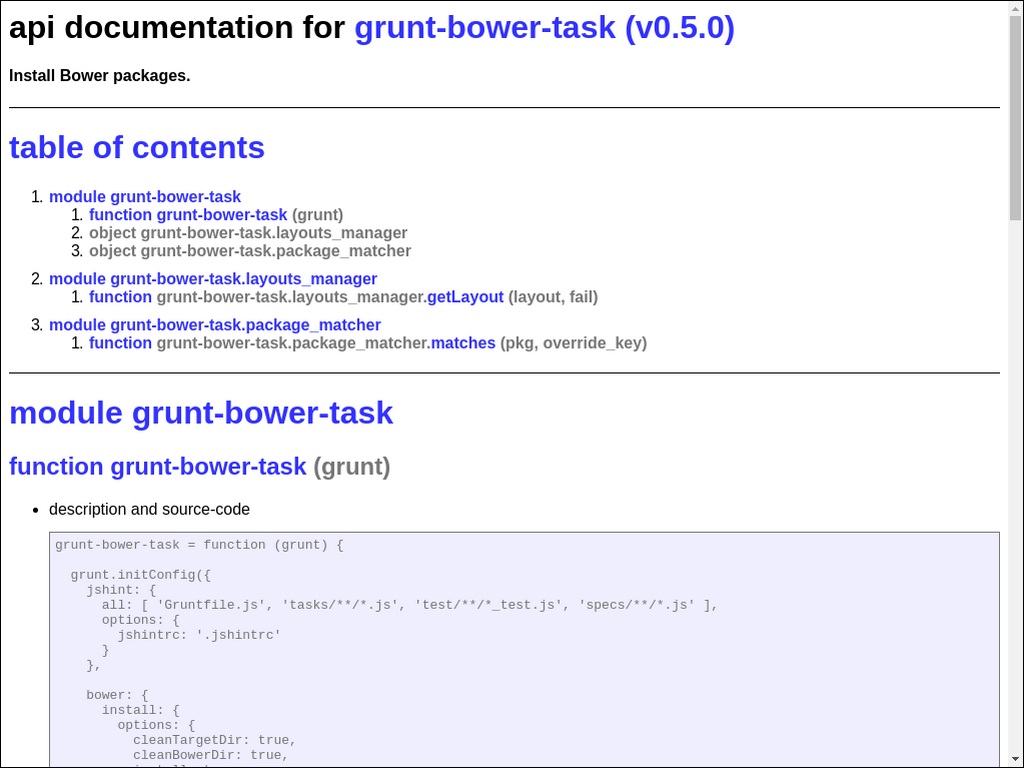 api documentation for grunt-bower-task (v0.5.0)
Install Bower packages.
table of contents
1. module grunt-bower-task
1. function grunt-bower-task (grunt)
2. object grunt-bower-task.layouts_manager
3. object grunt-bower-task.package_matcher
2. module grunt-bower-task.layouts_manager
1. function grunt-bower-task.layouts_manager.getLayout (layout, fail)
3. module grunt-bower-task.package_matcher
1. function grunt-bower-task.package_matcher.matches (pkg, override_key)
module grunt-bower-task
function grunt-bower-task (grunt)
• description and source-code
grunt-bower-task = function (grunt) {
grunt.initConfig({
jshint: {
all: [ 'Gruntfile.js', 'tasks/**/*.js', 'test/**/*_test.js', 'specs/**/*.js' ],
options: {
jshintrc: '.jshintrc'
}
},
bower: {
install: {
options: {
cleanTargetDir: true,
cleanBowerDir: true,